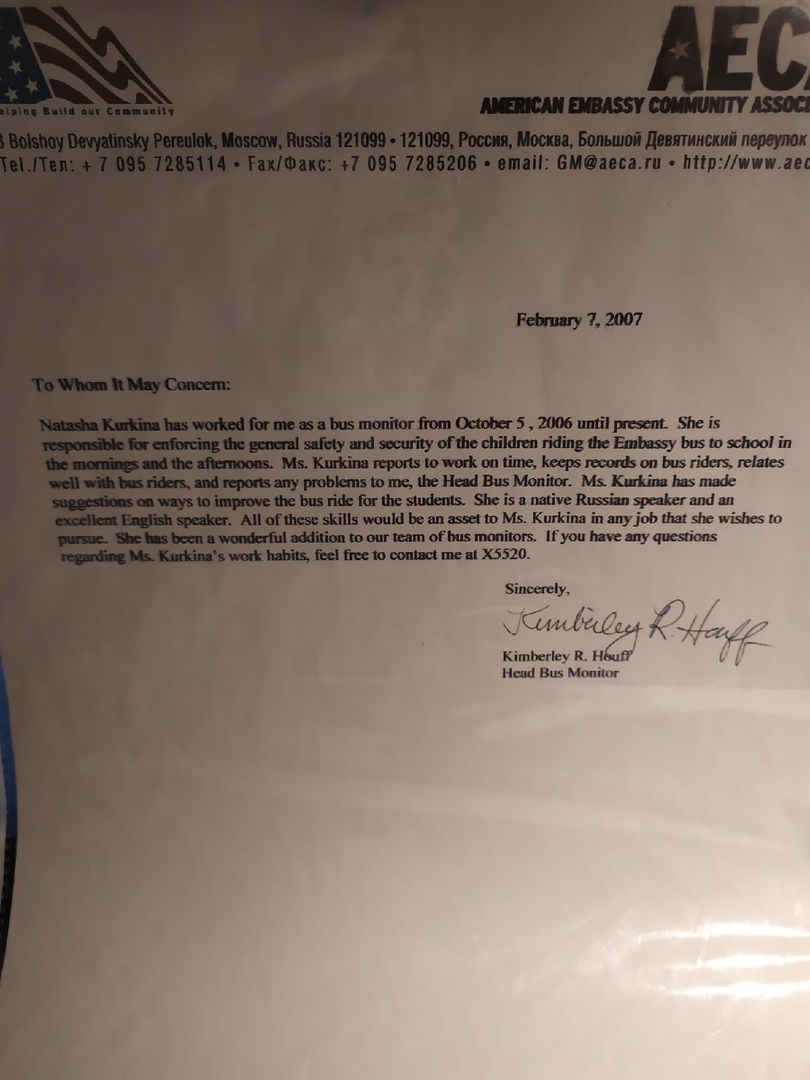 elping Build our Community
AEC
AMERICAN EMBASSY COMMUNITY ASSOCI
8 Bolshoy Devyatinsky Pereulok, Moscow, Russia 121099 • 121099, Россия, Москва, Большой Девятинский переулок
Tel./Тел: + 7 095 7285114 • Fax/Факс: +7 095 7285206 • email: GM@aeca.ru • http://www.aec
February 7, 2007
To Whom It May Concern:
Natasha Kurkina has worked for me as a bus monitor from October 5 , 2006 until present. She is
responsible for enforcing the general safety and security of the children riding the Embassy bus to school in
the mornings and the afternoons. Ms. Kurkina reports to work on time, keeps records on bus riders, relates
well with bus riders, and reports any problems to me, the Head Bus Monitor. Ms. Kurkina has made
suggestions on ways to improve the bus ride for the students. She is a native Russian speaker and an
excellent English speaker. All of these skills would be an asset to Ms. Kurkina in any job that she wishes to
pursue. She has been a wonderful addition to our team of bus monitors. If you have any questions
regarding Ms. Kurkina's work habits, feel free to contact me at X5520.
Sincerely,
Kimberley R. Houff
Kimberley R. Houff
Head Bus Monitor